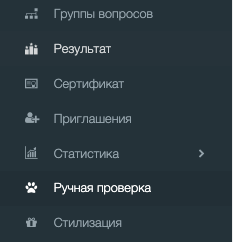 Группы вопросов
Результат
Сертификат
Приглашения
Статистика
Ручная проверка
Стилизация